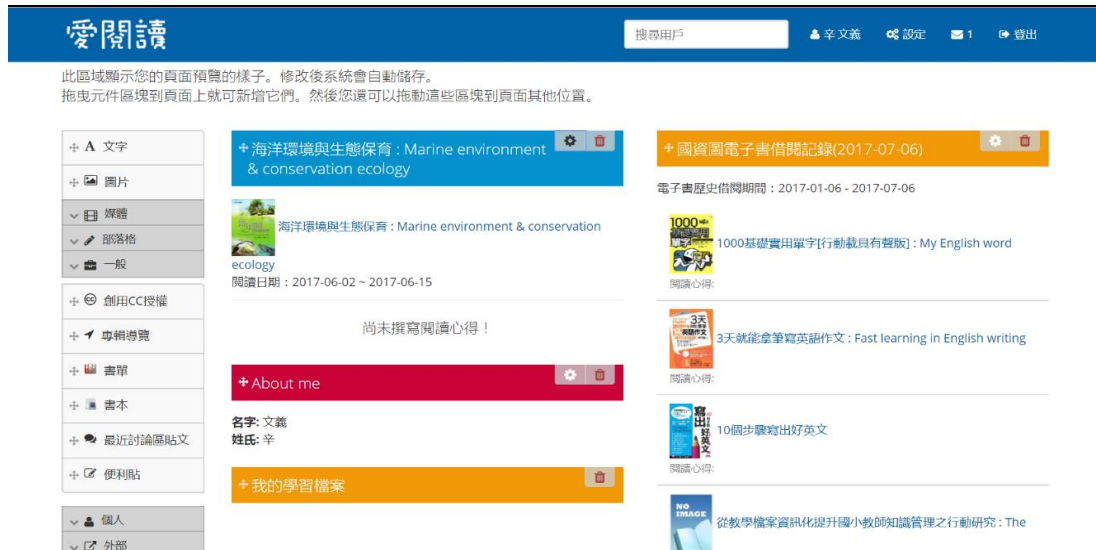 愛閱讀
搜尋用戶
辛文義
設定
1
登出
此區域顯示您的頁面預覽的樣子。修改後系統會自動儲存。
拖曳元件區塊到頁面上就可新增它們。然後您還可以拖動這些區塊到頁面其他位置。
A 文字
圖片
媒體
部落格
一般
創用CC授權
專輯導覽
書單
書本
最近討論區貼文
便利貼
個人
外部
海洋環境與生態保育 : Marine environment
& conservation ecology
海洋環境與生態保育 : Marine environment & conservation
ecology
閱讀日期：2017-06-02 ~ 2017-06-15
尚未撰寫閱讀心得！
About me
名字: 文義
姓氏: 辛
我的學習檔案
國資圖電子書借閱記錄(2017-07-06)
電子書歷史借閱期間：2017-01-06 - 2017-07-06
1000
1000基礎實用單字[行動載具有聲版] : My English word
閱讀心得:
3天
3天就能拿筆寫英語作文 : Fast learning in English writing
閱讀心得:
寫出好英文
10個步驟寫出好英文
閱讀心得:
NO
IMAGE
從教學檔案資訊化提升國小教師知識管理之行動研究 : The